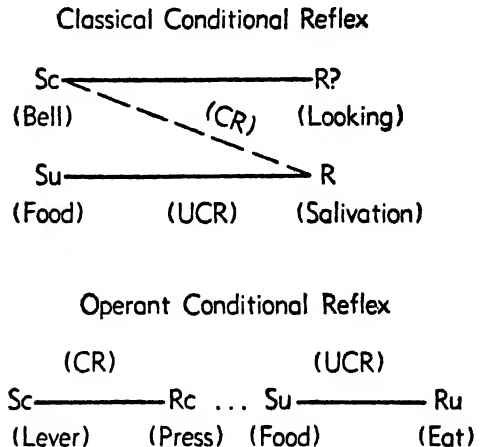 Classical Conditional Reflex
Sc R?
(Bell) (CR) (Looking)
Su R
(Food) (UCR) (Salivation)
Operant Conditional Reflex
(CR) (UCR)
Sc Rc ... Su Ru
(Lever) (Press) (Food) (Eat)